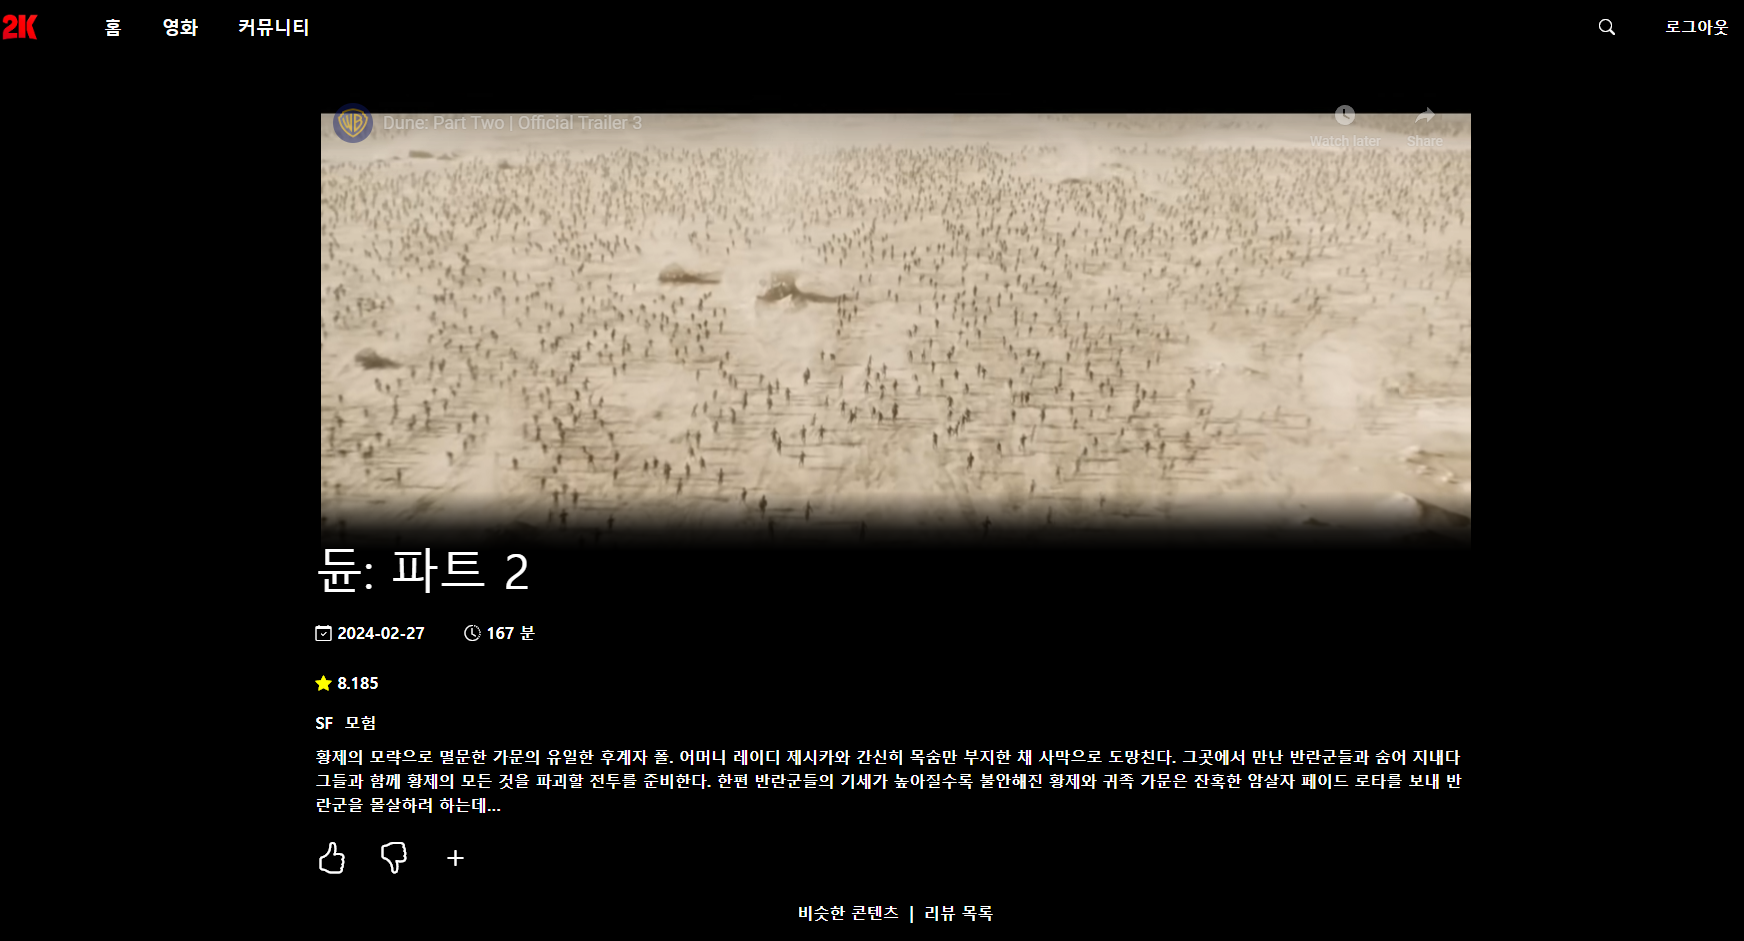 2K 홈 영화 커뮤니티 로그아웃
WB Dune: Part Two | Official Trailer 3 Watch later Share
듄: 파트 2
2024-02-27 167 분
8.185
SF 모험
황제의 모략으로 멸문한 가문의 유일한 후계자 폴. 어머니 레이디 제시카와 간신히 목숨만 부지한 채 사막으로 도망친다. 그곳에서 만난 반란군들과 숨어 지내다
그들과 함께 황제의 모든 것을 파괴할 전투를 준비한다. 한편 반란군들의 기세가 높아질수록 불안해진 황제와 귀족 가문은 잔혹한 암살자 페이드 로타를 보내 반
란군을 몰살하려 하는데…
비슷한 콘텐츠 | 리뷰 목록